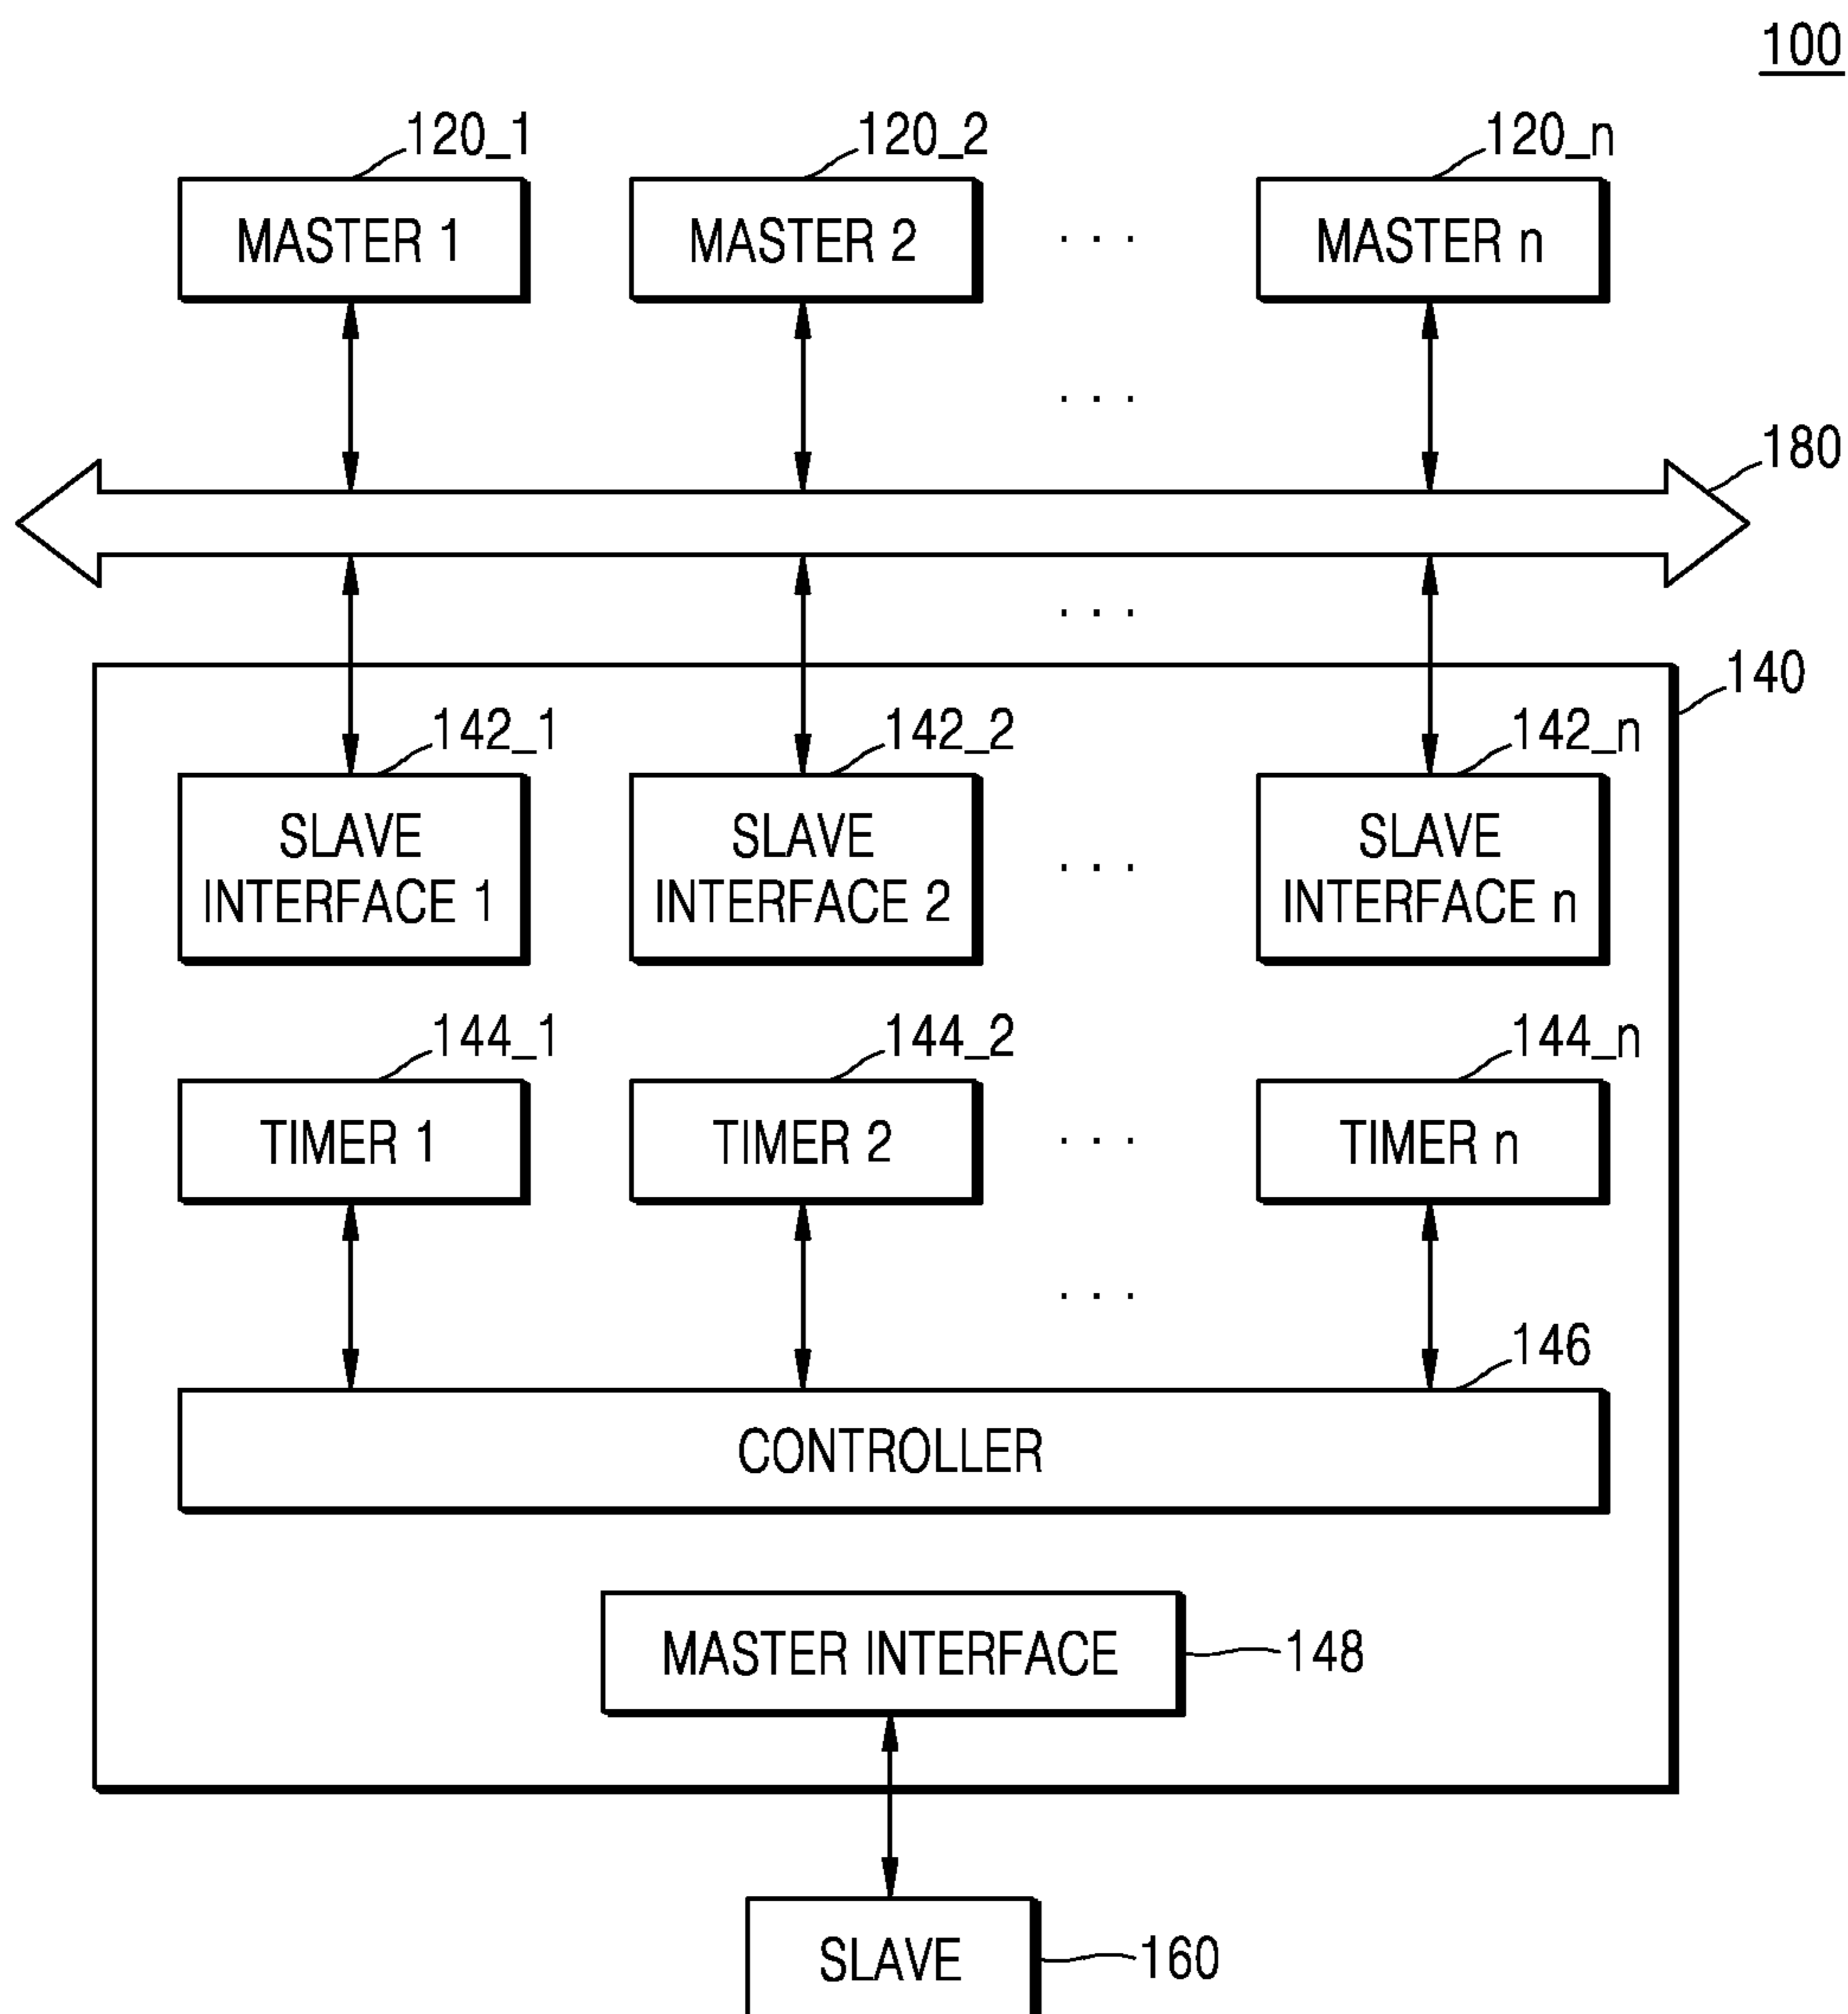 100
120_1
120_2
120_n
MASTER 1
MASTER 2
. . .
MASTER n
. . .
180
. . .
140
142_1
142_2
142_n
SLAVE
INTERFACE 1
SLAVE
INTERFACE 2
. . .
SLAVE
INTERFACE n
144_1
144_2
144_n
TIMER 1
TIMER 2
. . .
TIMER n
. . .
146
CONTROLLER
MASTER INTERFACE
148
SLAVE
160